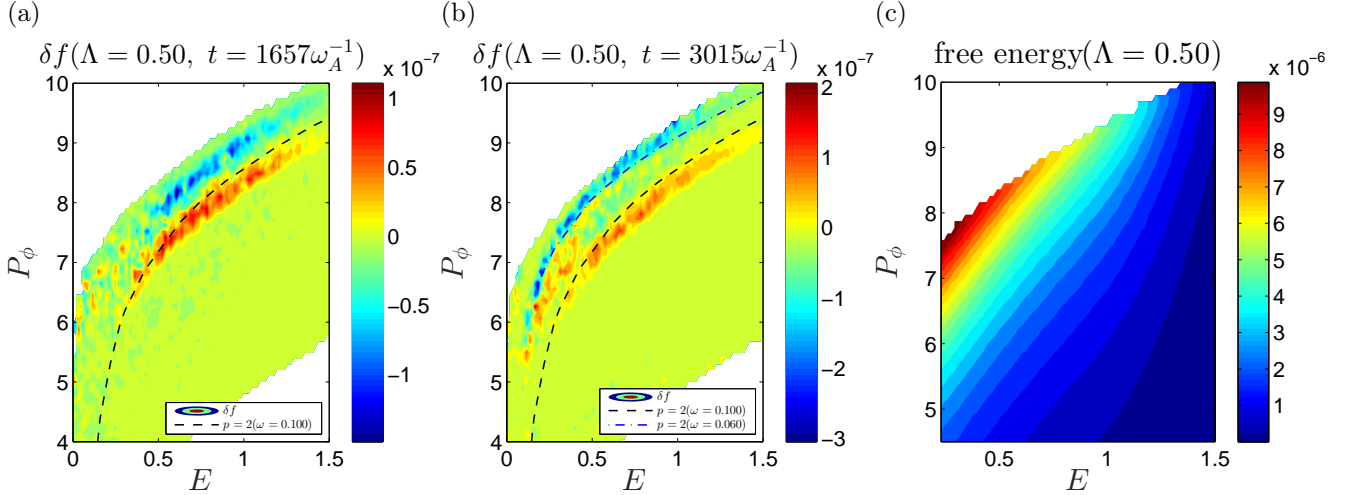 (a)
δf(Λ = 0.50, t = 1657ω_A^{-1})
x 10^{-7}
10
9
8
7
6
5
4
P_ϕ
0
0.5
1
1.5
E
δf
p = 2(ω = 0.100)
1
0.5
0
−0.5
−1
(b)
δf(Λ = 0.50, t = 3015ω_A^{-1})
x 10^{-7}
10
9
8
7
6
5
4
P_ϕ
0
0.5
1
1.5
E
δf
p = 2(ω = 0.100)
p = 2(ω = 0.060)
2
1
0
−1
−2
−3
(c)
free energy(Λ = 0.50)
x 10^{-6}
10
9
8
7
6
5
P_ϕ
0.5
1
1.5
E
9
8
7
6
5
4
3
2
1